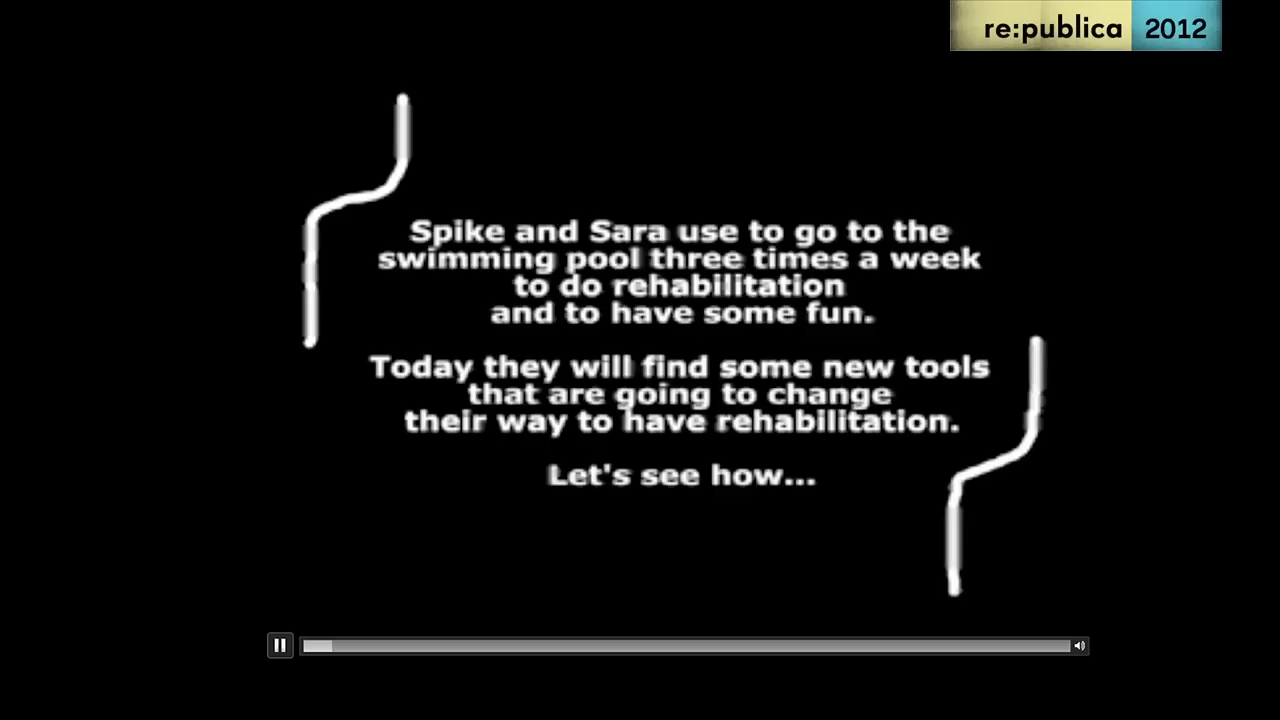 re:publica 2012
Spike and Sara use to go to the
swimming pool three times a week
to do rehabilitation
and to have some fun.
Today they will find some new tools
that are going to change
their way to have rehabilitation.
Let's see how...